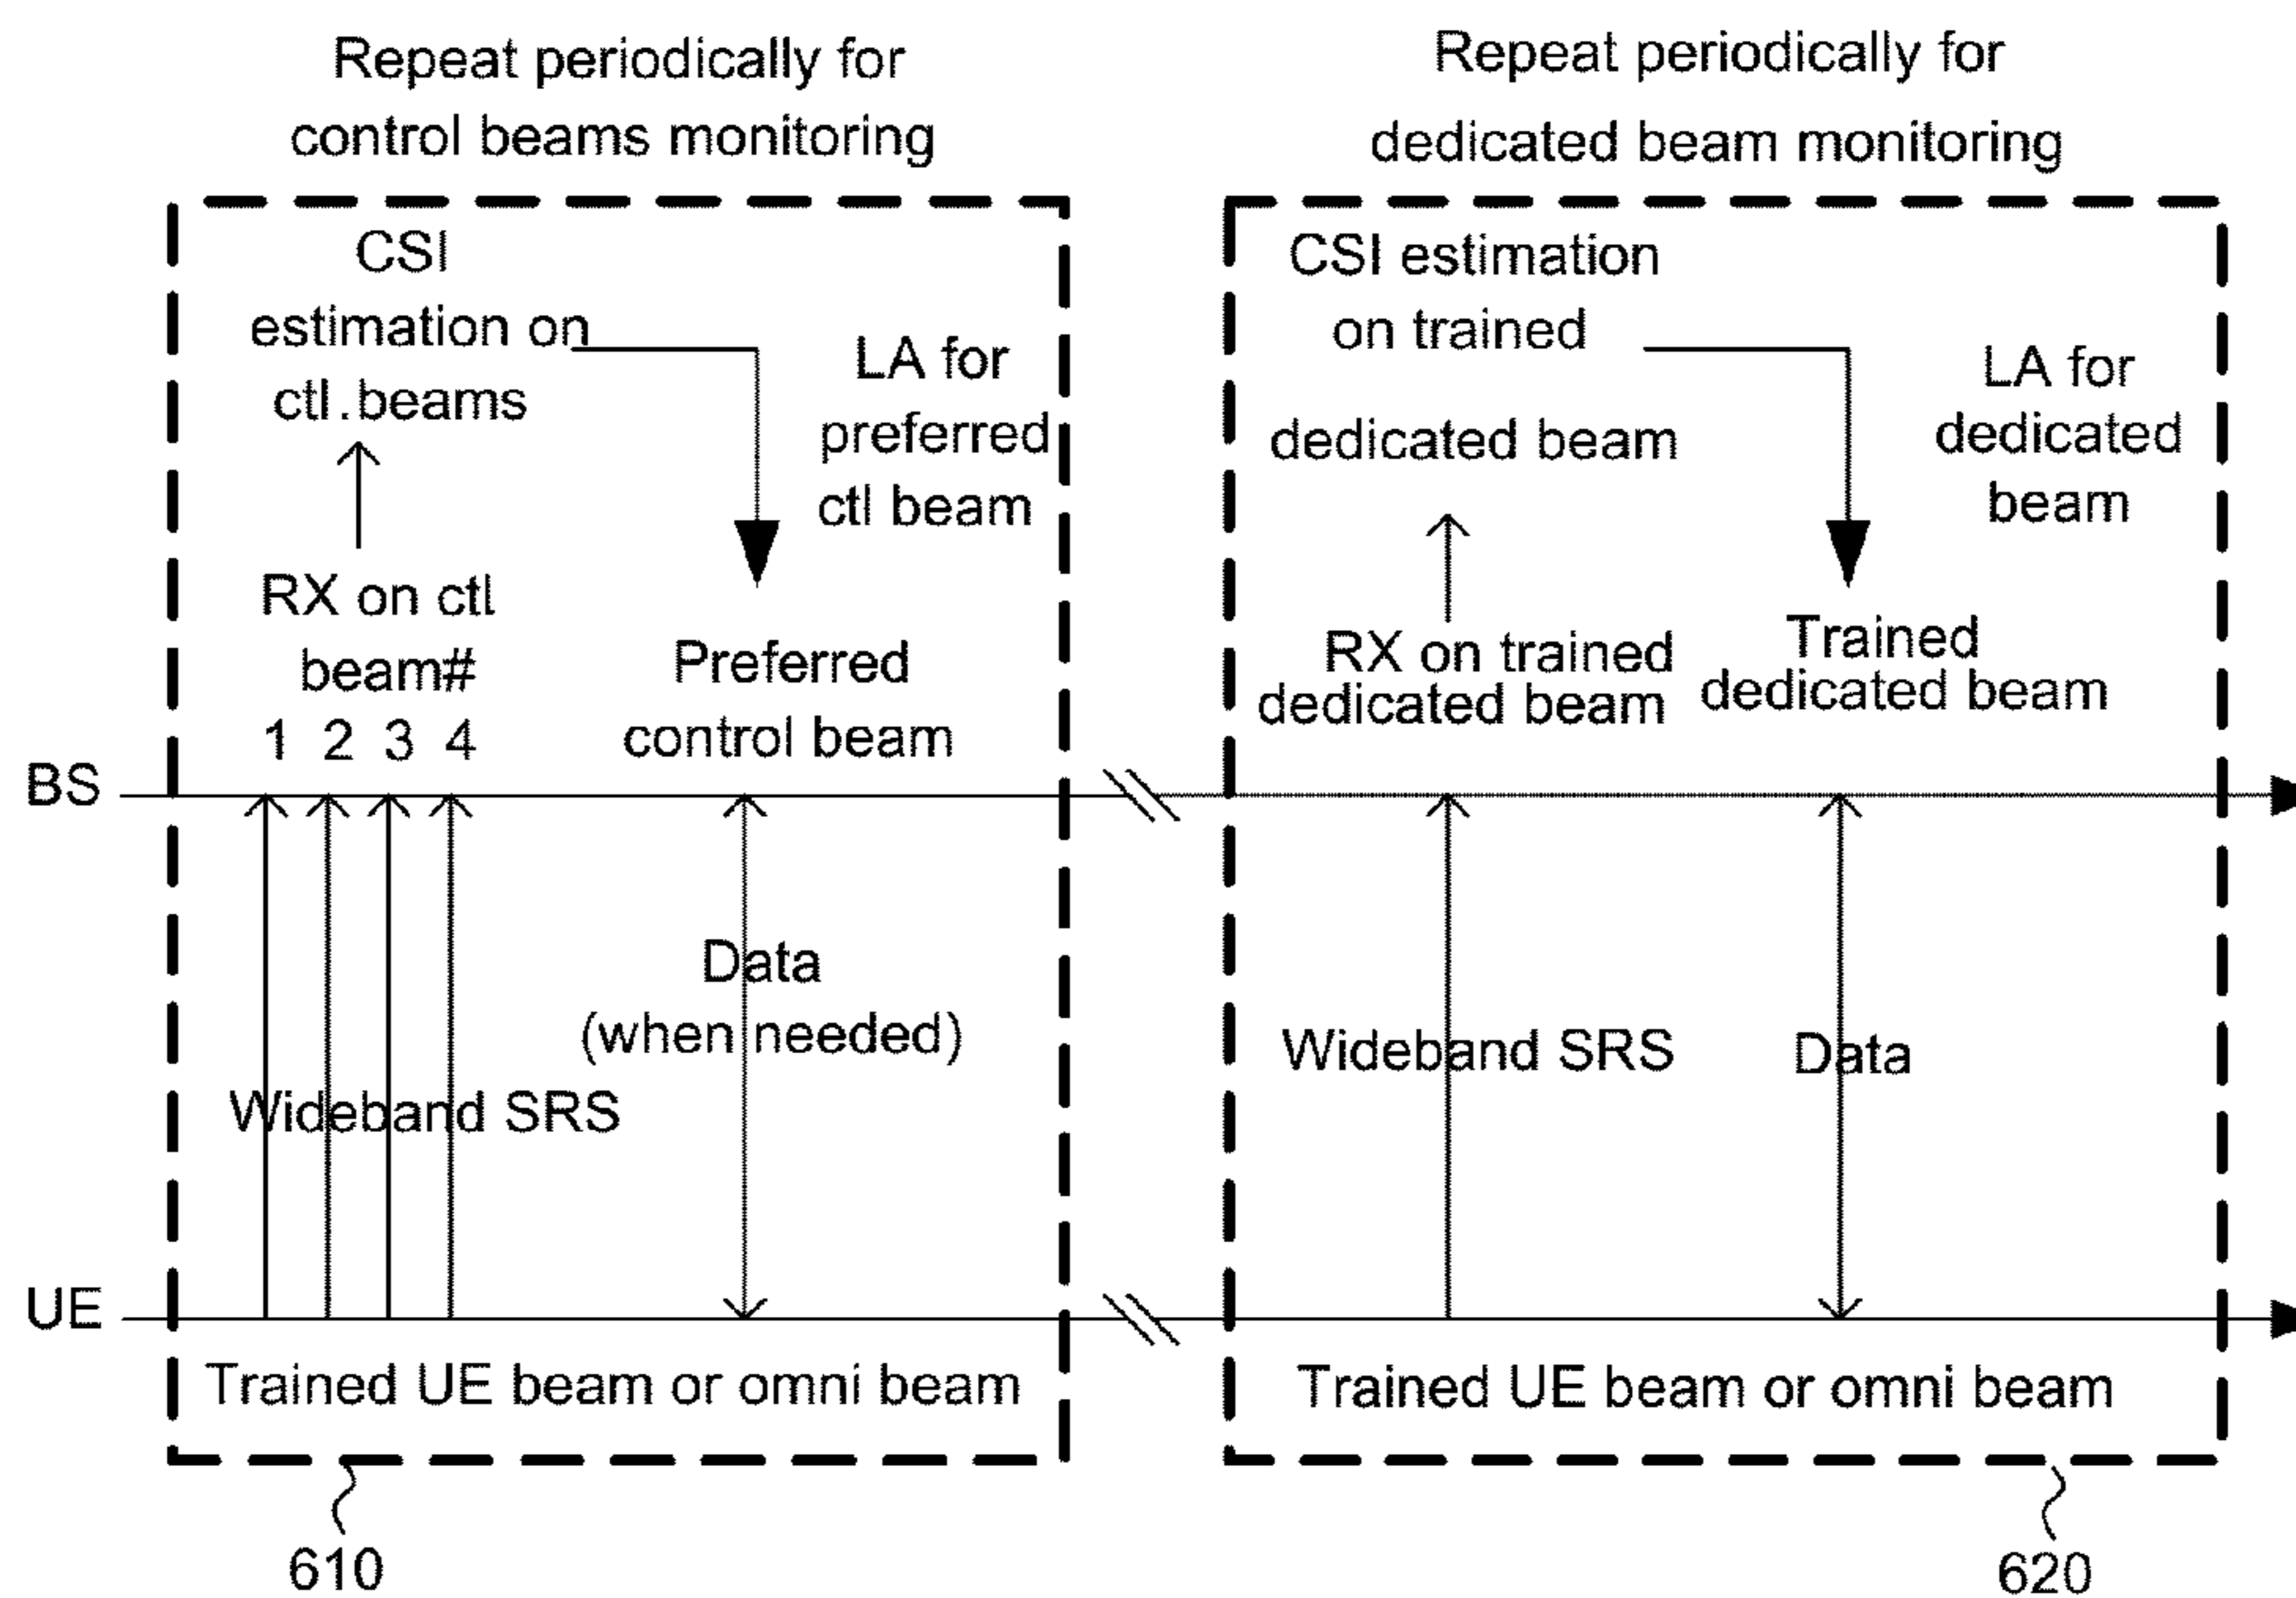 Repeat periodically for
control beams monitoring
CSI
estimation on
ctl.beams
LA for
preferred
ctl beam
RX on ctl
beam#
1 2 3 4
Preferred
control beam
Repeat periodically for
dedicated beam monitoring
CSI estimation
on trained
dedicated beam
LA for
dedicated
beam
RX on trained
dedicated beam
Trained
dedicated beam
BS
Data
(when needed)
Wideband SRS
Wideband SRS
Data
UE
Trained UE beam or omni beam
Trained UE beam or omni beam
610
620